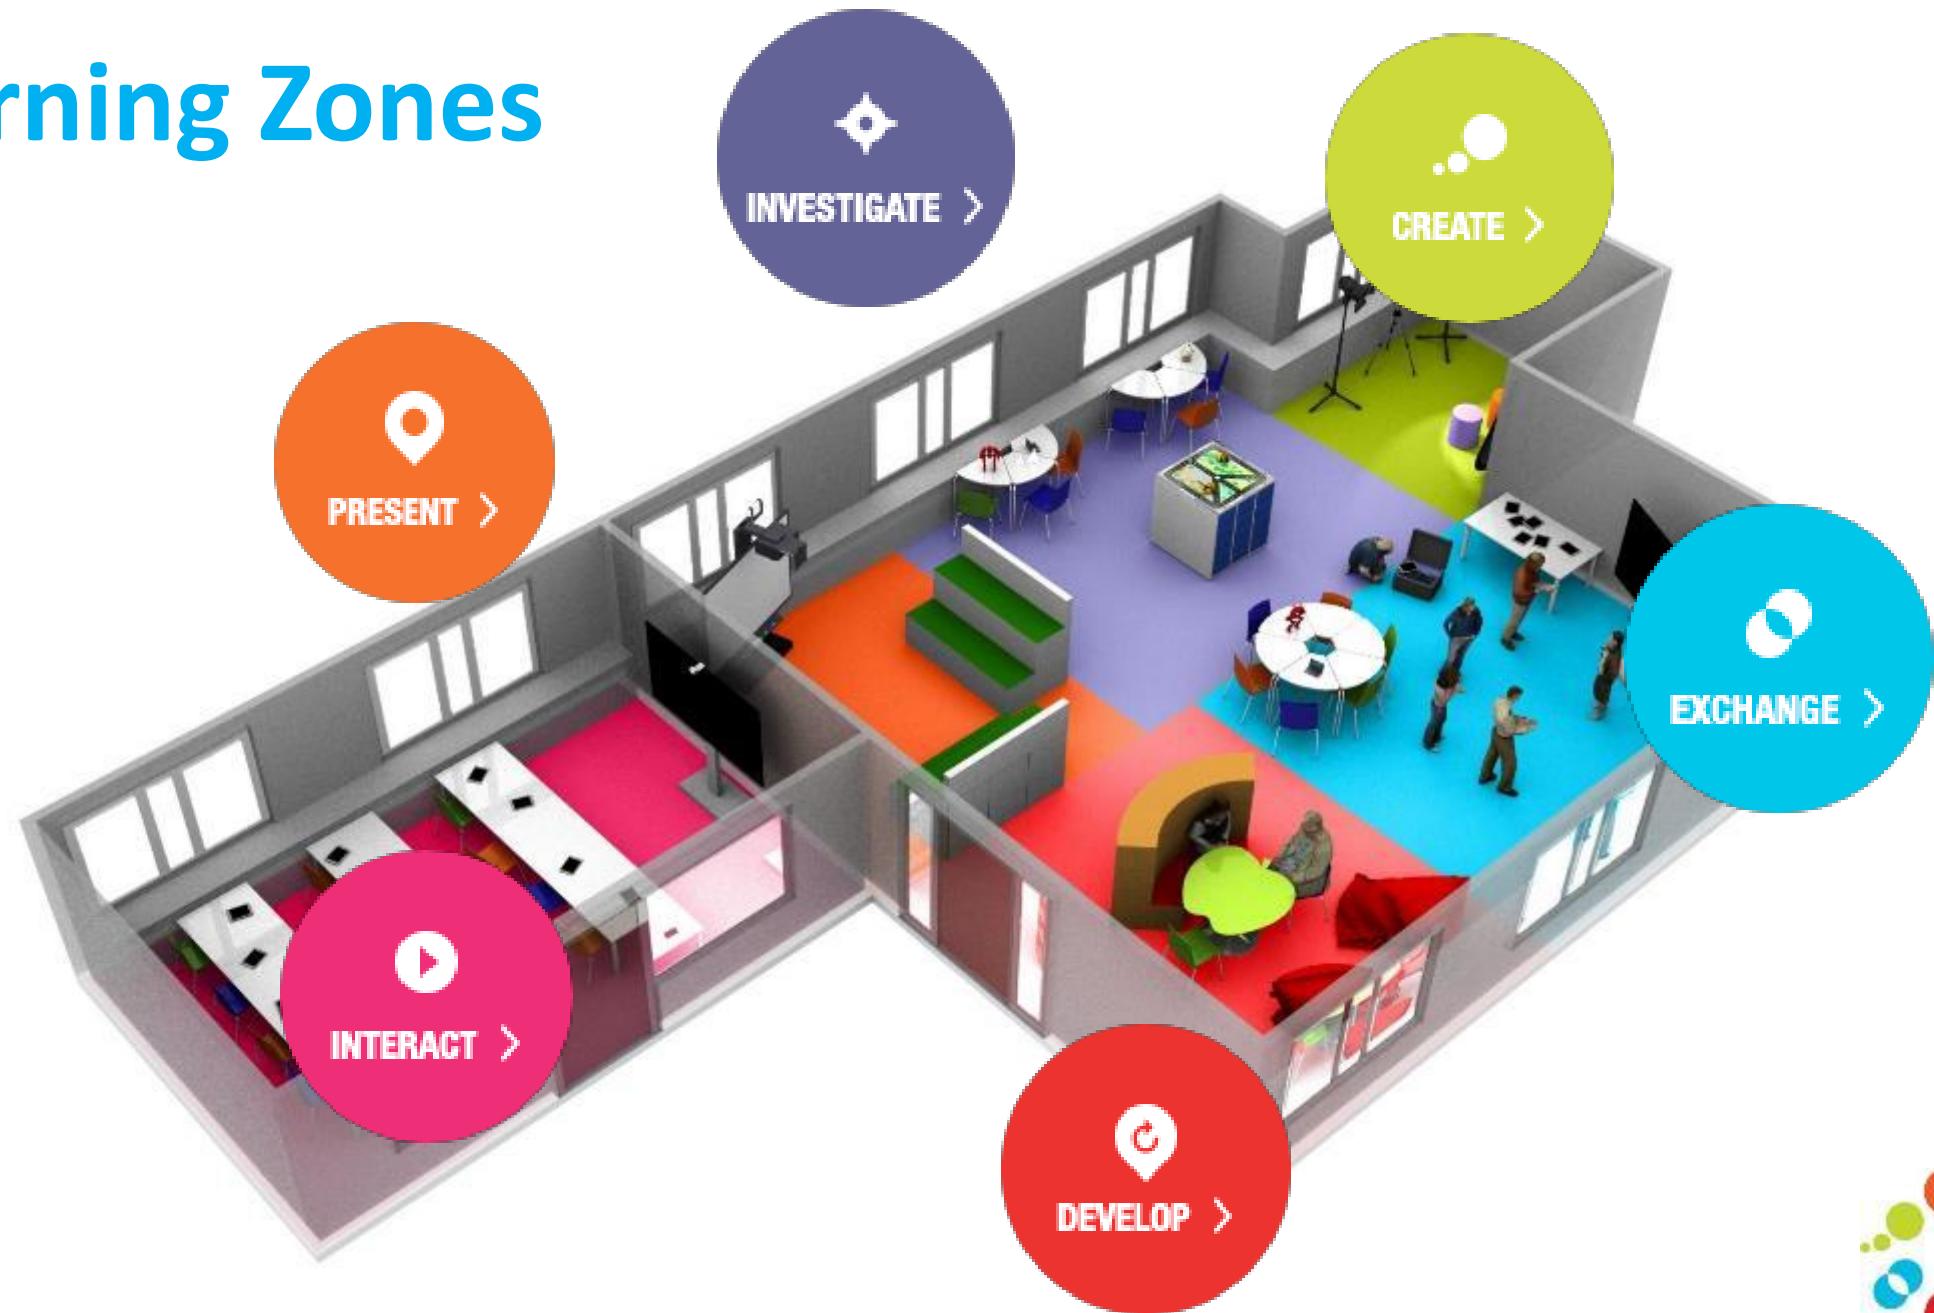 rning Zones
INVESTIGATE
CREATE
PRESENT
EXCHANGE
INTERACT
DEVELOP